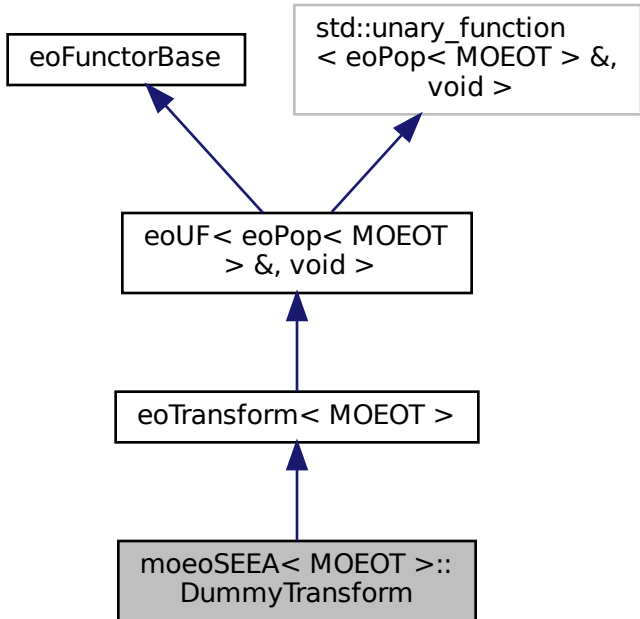 eoFunctorBase
std::unary_function
< eoPop< MOEOT > &,
void >
eoUF< eoPop< MOEOT
> &, void >
eoTransform< MOEOT >
moeoSEEA< MOEOT >::
DummyTransform